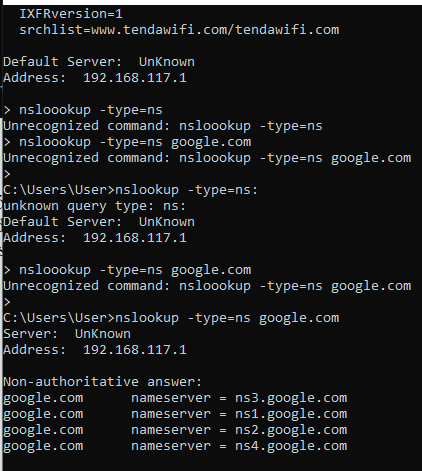 IXFRversion=1
srchlist=www.tendawifi.com/tendawifi.com
Default Server:  UnKnown
Address:  192.168.117.1
> nsloookup -type=ns
Unrecognized command: nsloookup -type=ns
> nsloookup -type=ns google.com
Unrecognized command: nsloookup -type=ns google.com
>
C:\Users\User>nslookup -type=ns:
unknown query type: ns:
Default Server:  UnKnown
Address:  192.168.117.1
> nsloookup -type=ns google.com
Unrecognized command: nsloookup -type=ns google.com
>
C:\Users\User>nslookup -type=ns google.com
Server:  UnKnown
Address:  192.168.117.1
Non-authoritative answer:
google.com      nameserver = ns3.google.com
google.com      nameserver = ns1.google.com
google.com      nameserver = ns2.google.com
google.com      nameserver = ns4.google.com